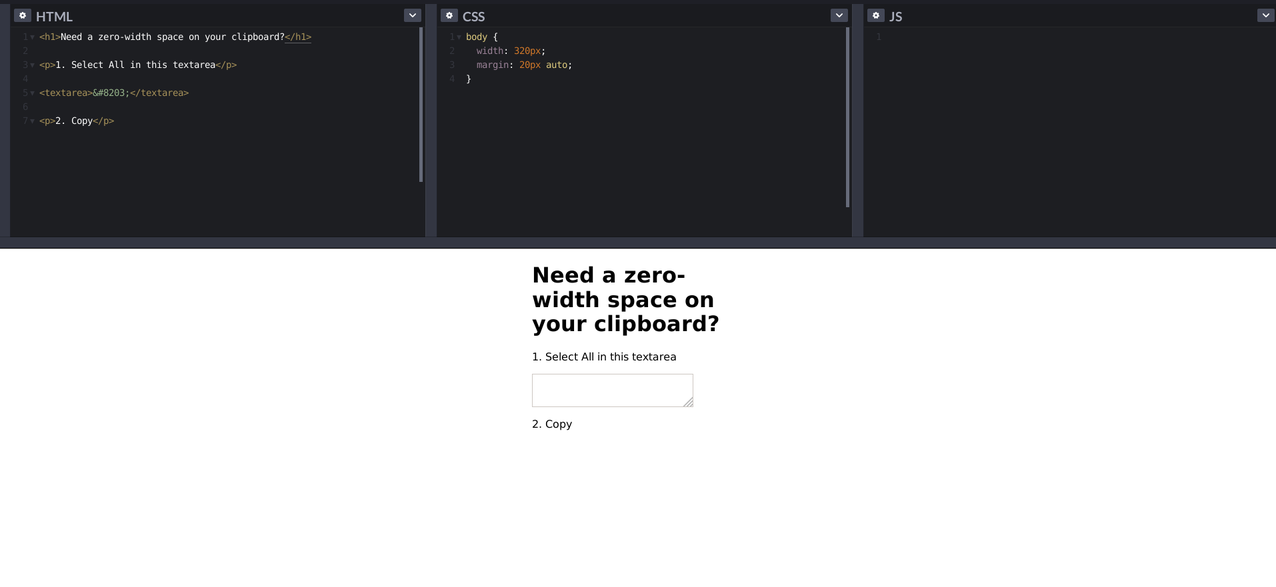 HTML
1 <h1>Need a zero-width space on your clipboard?</h1>
2
3 <p>1. Select All in this textarea</p>
4
5 <textarea>&#8203;</textarea>
6
7 <p>2. Copy</p>
CSS
1 body {
2 width: 320px;
3 margin: 20px auto;
4 }
JS
1
Need a zero-
width space on
your clipboard?
1. Select All in this textarea
2. Copy